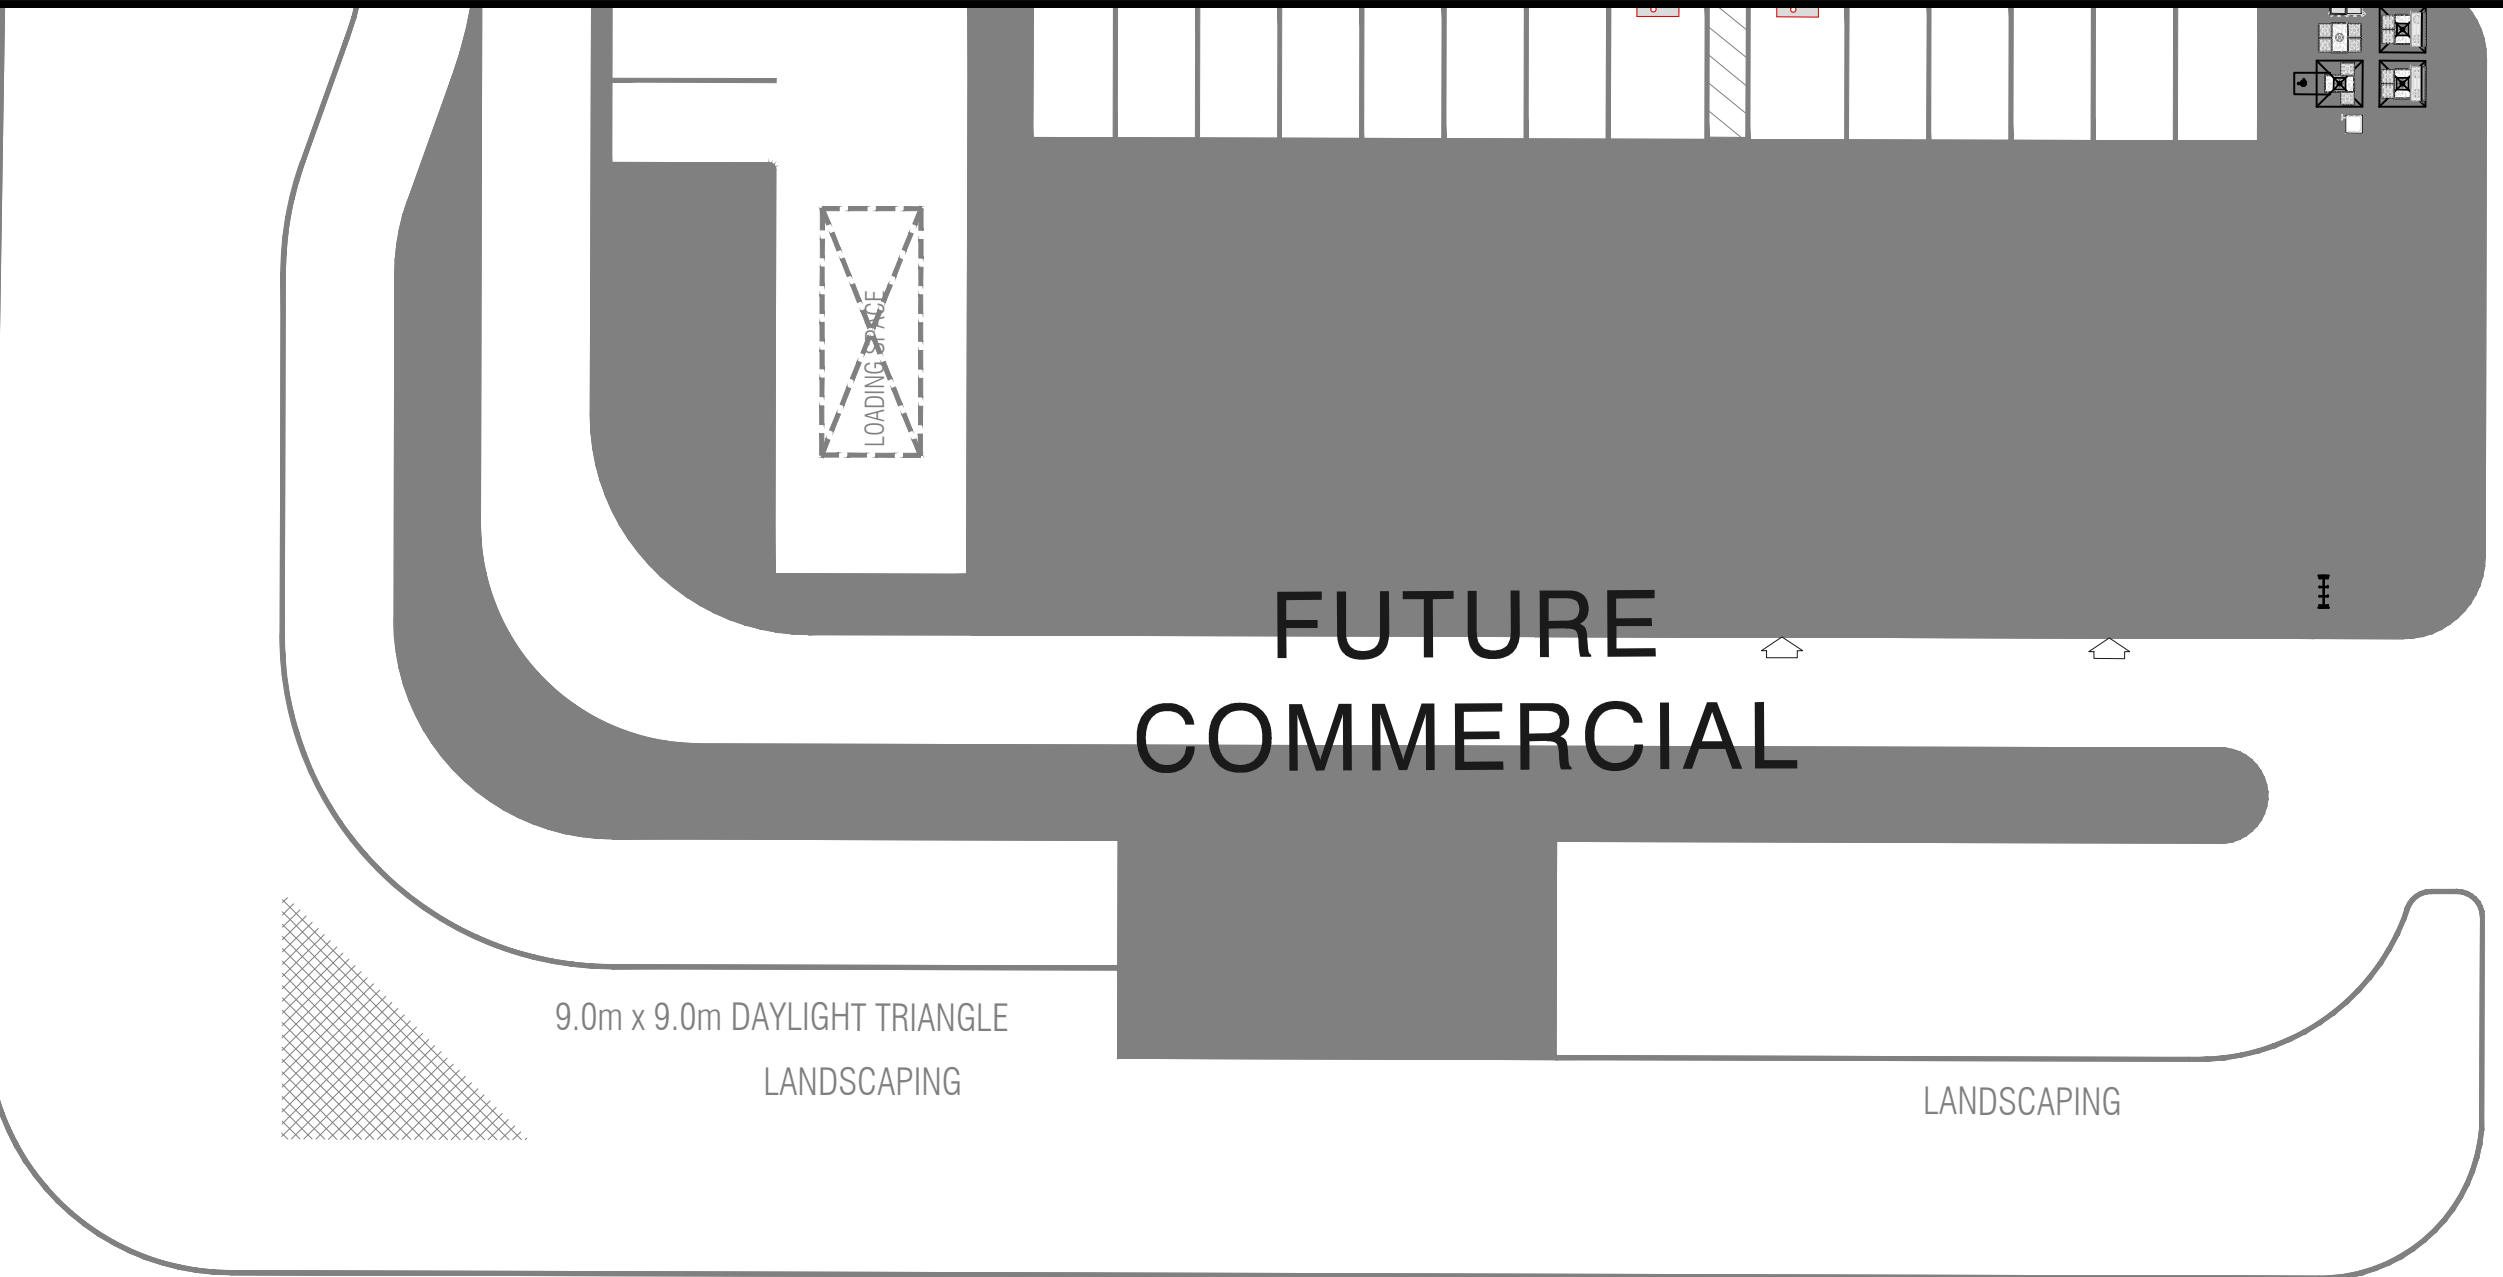 LOADING SPACE
FUTURE
COMMERCIAL
9.0m x 9.0m DAYLIGHT TRIANGLE
LANDSCAPING
LANDSCAPING